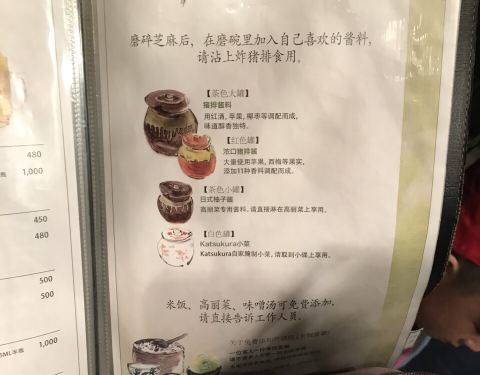 磨碎芝麻后，在磨碗里加入自己喜欢的酱料，
请沾上炸猪排食用。
【茶色大罐】
猪排酱料
用红酒，苹果，椰枣等调配而成，
味道醇香独特。
【红色罐】
浓口猪排酱
大量使用苹果，西梅等果实，
添加11种香料调配而成。
【茶色小罐】
日式柚子酱
高丽菜专用酱料，请直接淋在高丽菜上享用。
【白色罐】
Katsukura小菜
Katsukura自家腌制小菜，请取到小碟上享用。
米饭、高丽菜、味噌汤可免费添加，
请直接告诉工作人员。
480
1,000
450
480
500
500
1,000